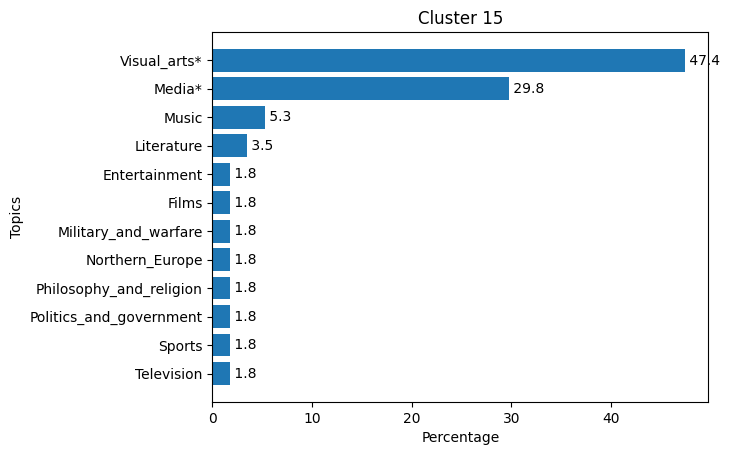 Cluster 15
Visual_arts* 47.4
Media* 29.8
Music 5.3
Literature 3.5
Entertainment 1.8
Films 1.8
Military_and_warfare 1.8
Northern_Europe 1.8
Philosophy_and_religion 1.8
Politics_and_government 1.8
Sports 1.8
Television 1.8
Topics
0 10 20 30 40
Percentage